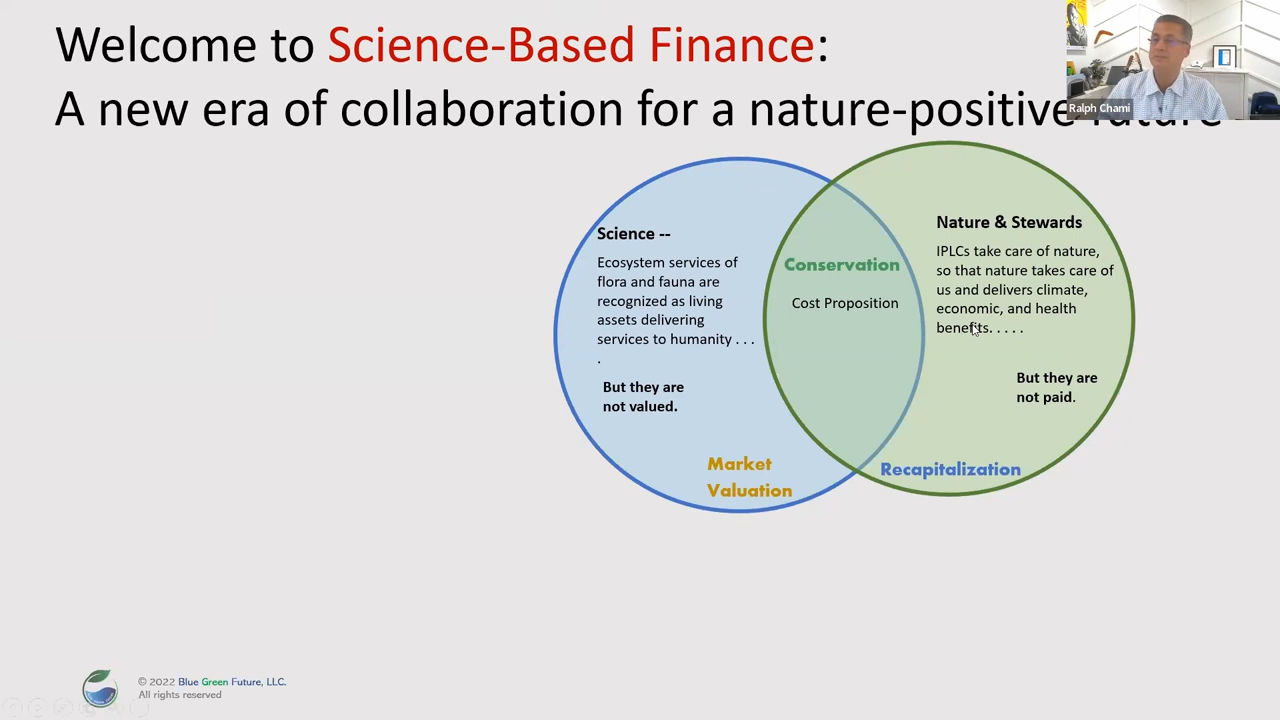 Welcome to Science-Based Finance:
A new era of collaboration for a nature-positive future
Ralph Chami
Science --
Ecosystem services of
flora and fauna are
recognized as living
assets delivering
services to humanity . . .
.
But they are
not valued.
Market
Valuation
Conservation
Cost Proposition
Nature & Stewards
IPLCs take care of nature,
so that nature takes care of
us and delivers climate,
economic, and health
benefits. . . . .
But they are
not paid.
Recapitalization
© 2022 Blue Green Future, LLC.
All rights reserved